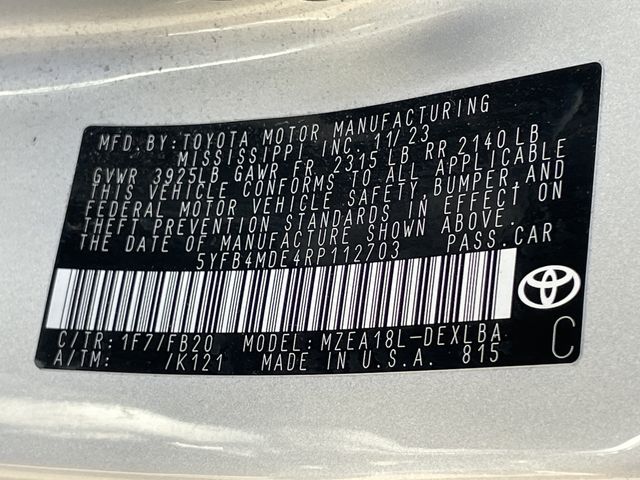 MFD.BY:TOYOTA MOTOR MANUFACTURING
MISSISSIPPI INC. 11/23
GVWR 3925LB GAWR FR. 2315 LB RR 2140LB
THIS VEHICLE CONFORMS TO ALL APPLICABLE
FEDERAL MOTOR VEHICLE SAFETY, BUMPER, AND
THEFT PREVENTION STANDARDS IN EFFECT ON
THE DATE OF MANUFACTURE SHOWN ABOVE.
5YFB4MDE4RP112703 PASS.CAR
C/TR: 1F7/FB20 MODEL: MZEA18L-DEXLBA
A/TM: /K121 MADE IN U.S.A. 815 C